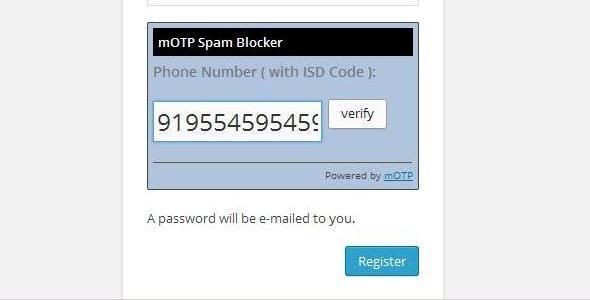 mOTP Spam Blocker
Phone Number ( with ISD Code ):
919554595459
verify
Powered by mOTP
A password will be e-mailed to you.
Register